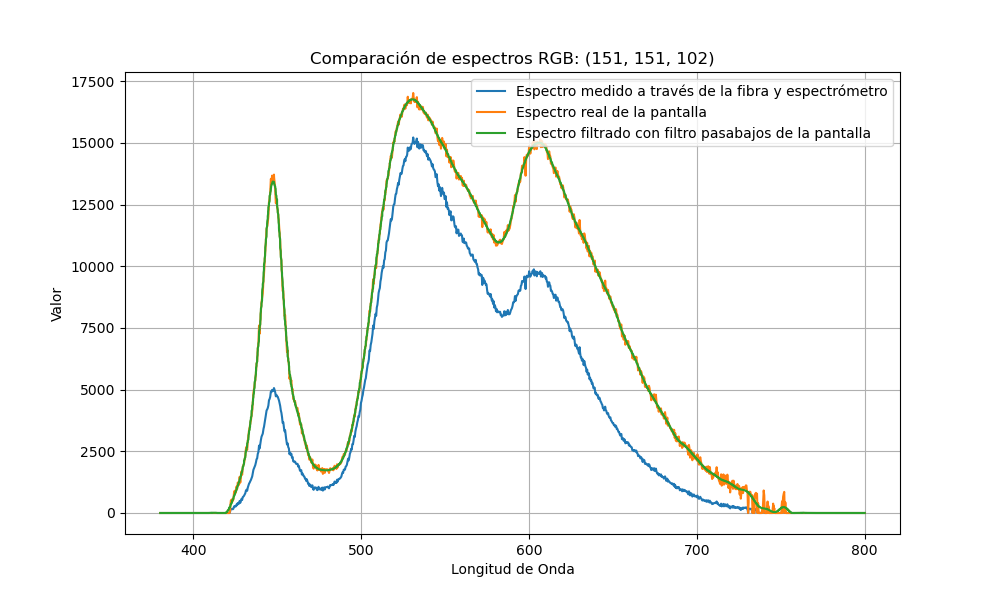 Comparación de espectros RGB: (151, 151, 102)
Espectro medido a través de la fibra y espectrómetro
Espectro real de la pantalla
Espectro filtrado con filtro pasabajos de la pantalla
Valor
17500
15000
12500
10000
7500
5000
2500
0
400 500 600 700 800
Longitud de Onda